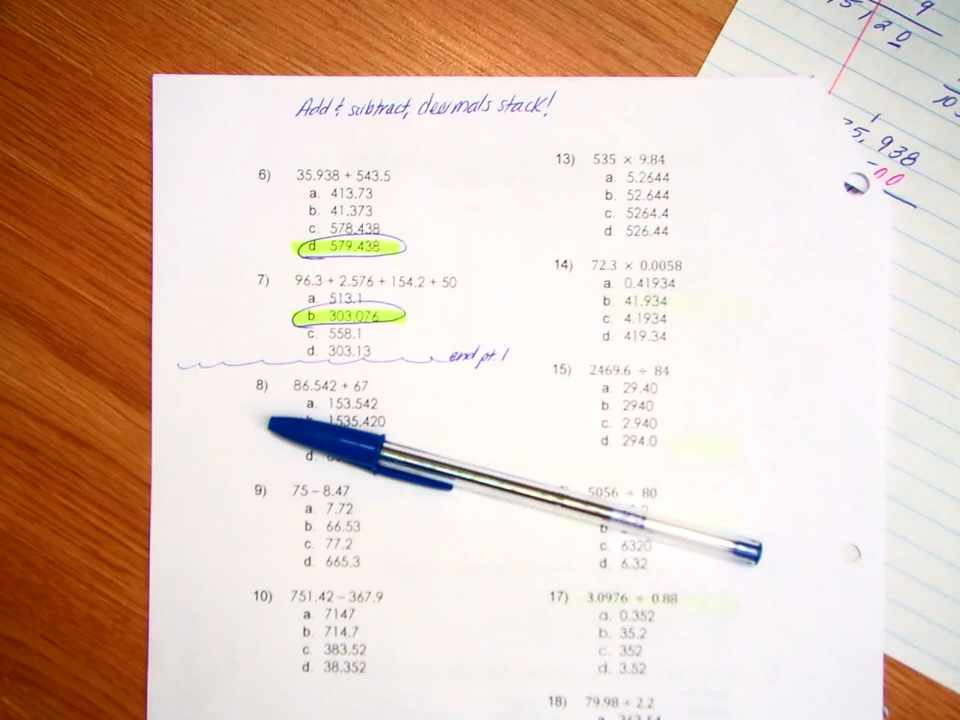 Add & subtract, decimals stack!
6) 35.938 + 543.5
a. 413.73
b. 41.373
c. 578.438
d. 579.438
7) 96.3 + 2.576 + 154.2 + 50
a. 513.1
b 303.076
c. 558.1
d. 303.13
end pt. 1
8) 86.542 + 67
a. 153.542
1535.420
d.
9) 75 – 8.47
a. 7.72
b. 66.53
c. 77.2
d. 665.3
10) 751.42 – 367.9
a. 7147
b. 714.7
c. 383.52
d. 38.352
13) 535 × 9.84
a. 5.2644
b. 52.644
c. 5264.4
d. 526.44
14) 72.3 × 0.0058
a. 0.41934
b. 41.934
c. 4.1934
d. 419.34
15) 2469.6 ÷ 84
a. 29.40
b. 2940
c. 2.940
d. 294.0
5056 ÷ 80
b.
c. 6320
d. 6.32
17) 3.0976 ÷ 0.88
a. 0.352
b. 35.2
c. 352
d. 3.52
18) 79.98 ÷ 2.2
9
120
10
5,938
00